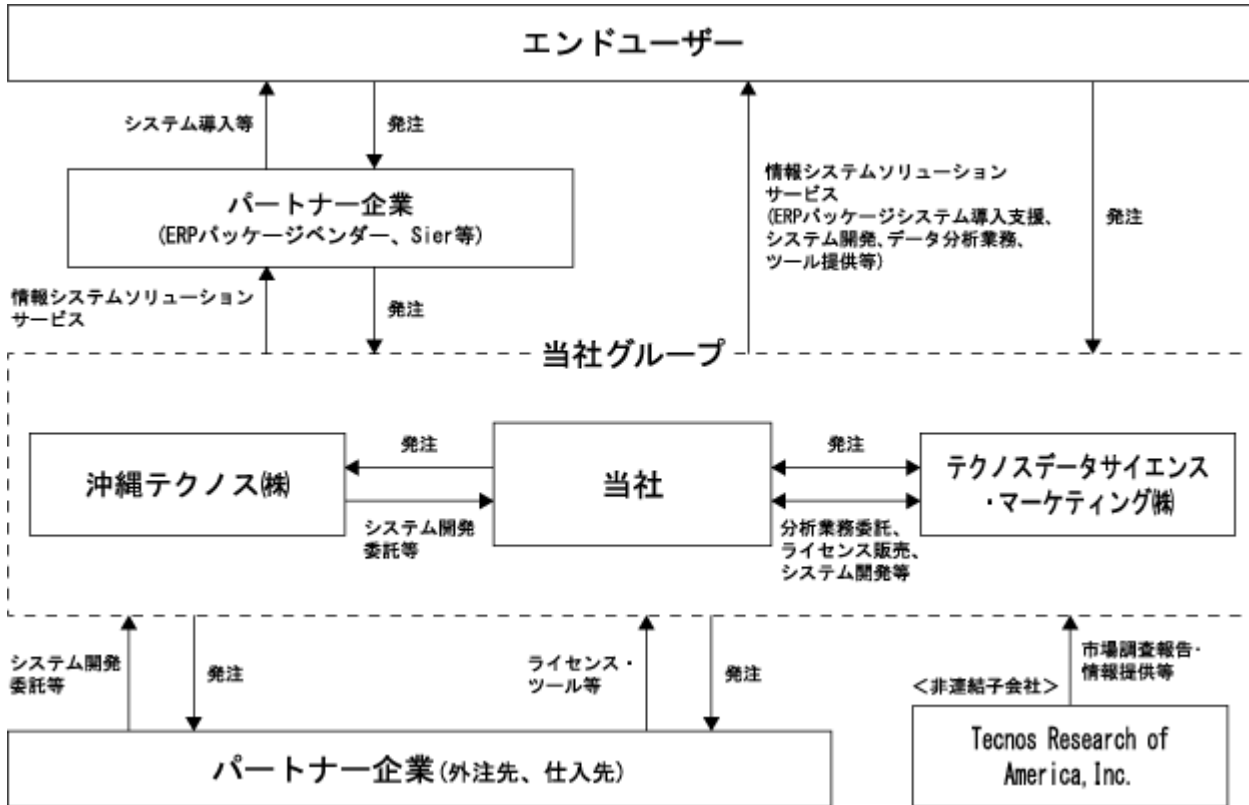 エンドユーザー
システム導入等
発注
パートナー企業
(ERPパッケージベンダー、Sier等)
情報システムソリューション
サービス
(ERPパッケージシステム導入支援、
システム開発、データ分析業務、
ツール提供等)
発注
情報システムソリューション
サービス
発注
当社グループ
沖縄テクノス㈱
発注
システム開発
委託等
当社
発注
分析業務委託、
ライセンス販売、
システム開発等
テクノスデータサイエンス
・マーケティング㈱
システム開発
委託等
発注
ライセンス・
ツール等
発注
市場調査報告・
情報提供等
＜非連結子会社＞
パートナー企業(外注先、仕入先)
Tecnos Research of
America,Inc.